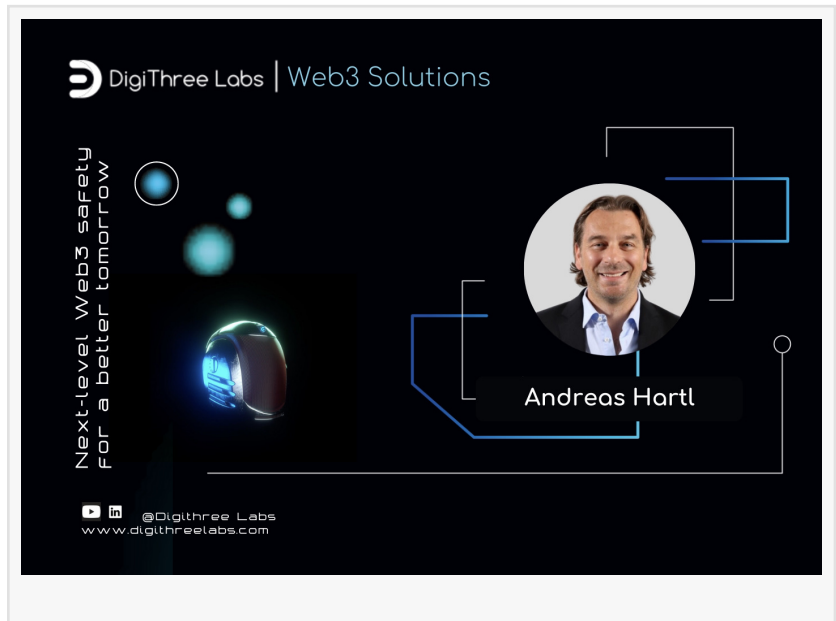 DigiThree Labs | Web3 Solutions
Next-level Web3 safety
for a better tomorrow
Andreas Hartl
@Digithree Labs
www.digithreelabs.com